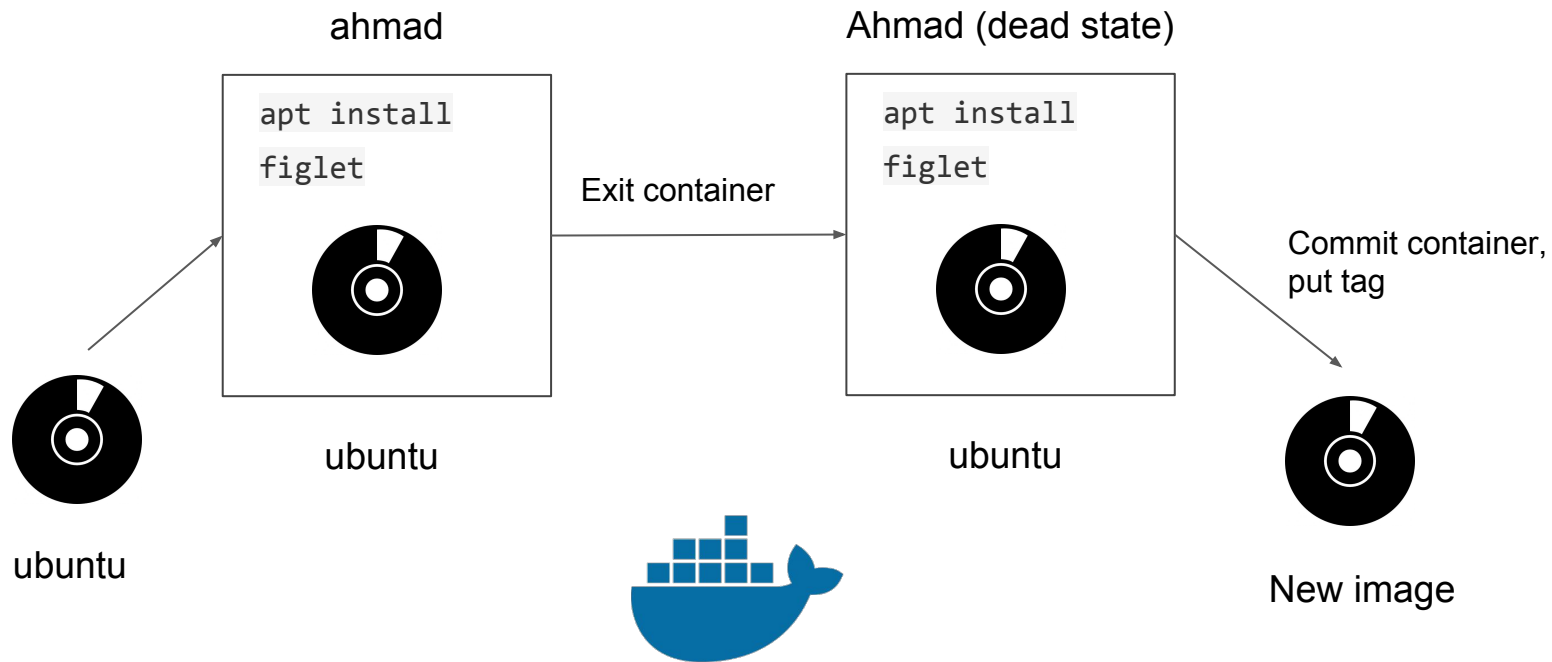 ahmad
apt install
figlet
ubuntu
Exit container
Ahmad (dead state)
apt install
figlet
ubuntu
Commit container,
put tag
ubuntu
New image